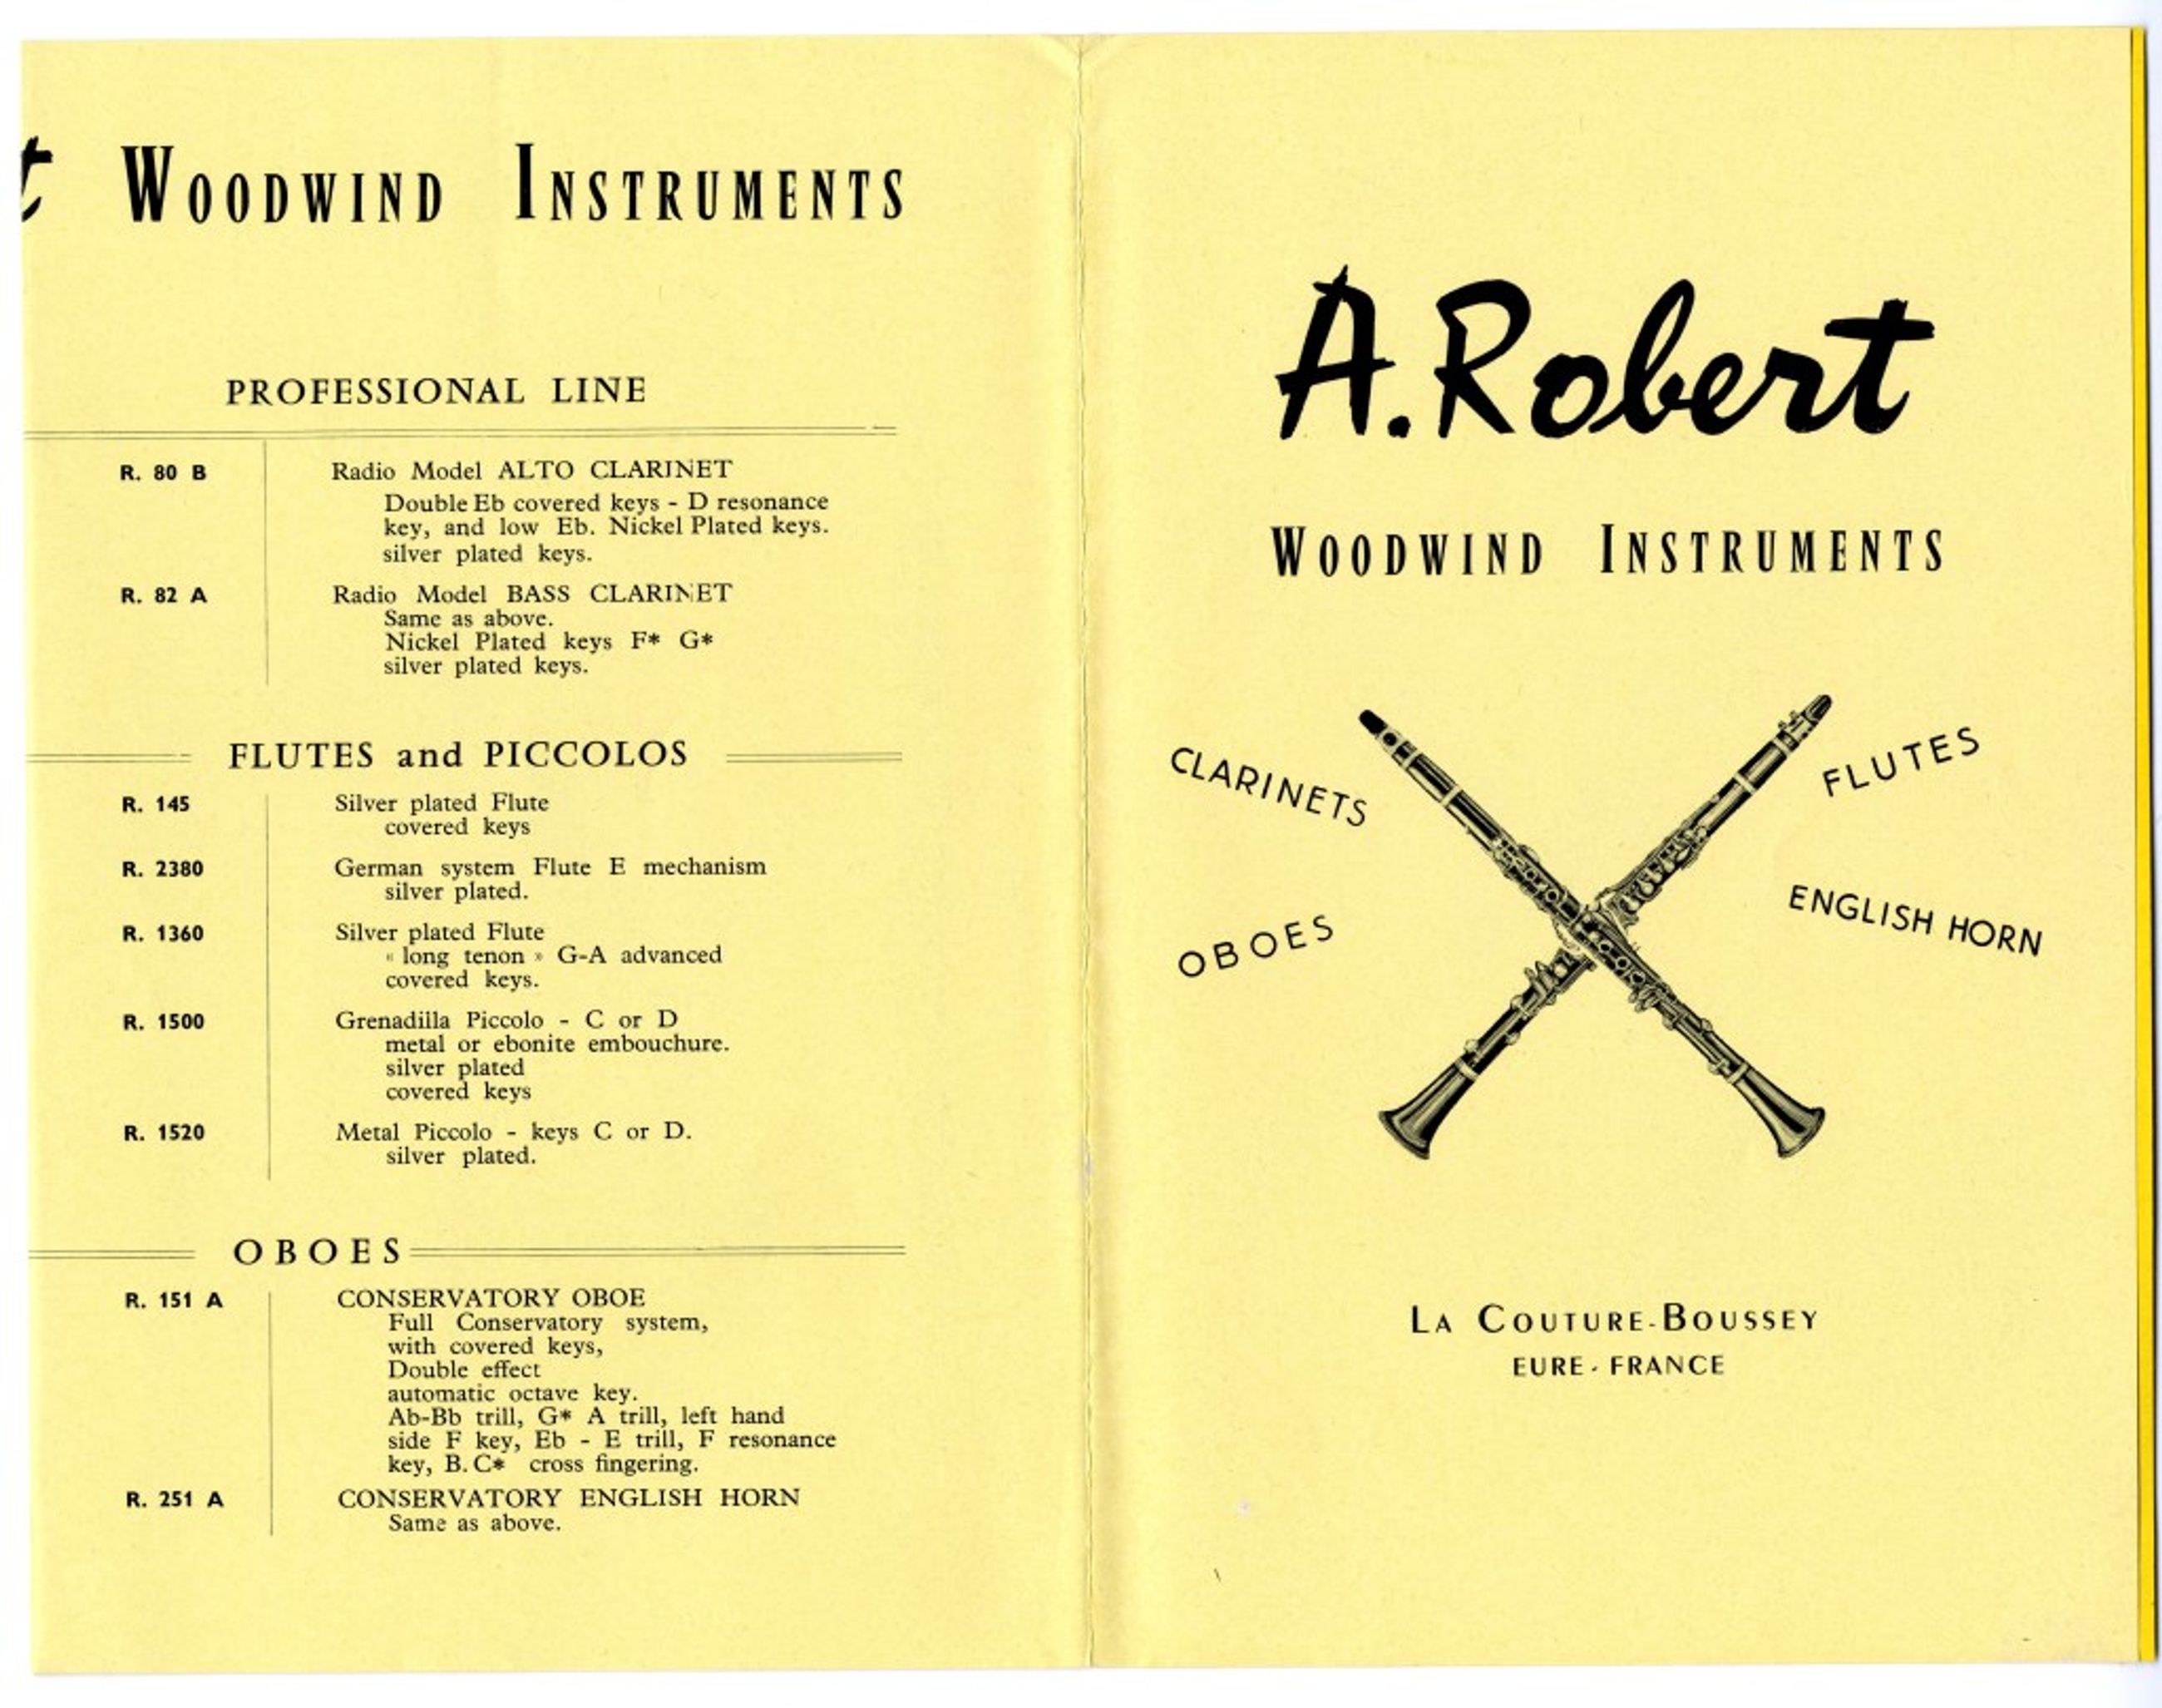 t Woodwind Instruments
PROFESSIONAL LINE
R. 80 B Radio Model ALTO CLARINET
Double Eb covered keys - D resonance
key, and low Eb. Nickel Plated keys.
silver plated keys.
R. 82 A Radio Model BASS CLARINET
Same as above.
Nickel Plated keys F* G*
silver plated keys.
FLUTES and PICCOLOS
R. 145 Silver plated Flute
covered keys
R. 2380 German system Flute E mechanism
silver plated.
R. 1360 Silver plated Flute
« long tenon » G-A advanced
covered keys.
R. 1500 Grenadilla Piccolo - C or D
metal or ebonite embouchure.
silver plated
covered keys
R. 1520 Metal Piccolo - keys C or D.
silver plated.
OBOES
R. 151 A CONSERVATORY OBOE
Full Conservatory system,
with covered keys,
Double effect
automatic octave key.
Ab-Bb trill, G* A trill, left hand
side F key, Eb - E trill, F resonance
key, B. C* cross fingering.
R. 251 A CONSERVATORY ENGLISH HORN
Same as above.
A. Robert
Woodwind Instruments
CLARINETS
FLUTES
OBOES
ENGLISH HORN
La Couture-Boussey
EURE - FRANCE